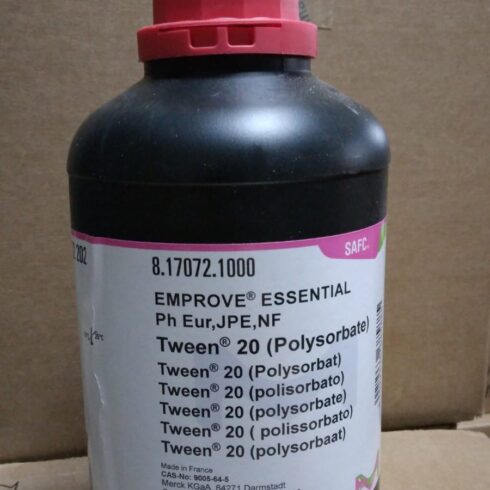 SAFC
202
8.17072.1000
EMPROVE® ESSENTIAL
Ph Eur,JPE,NF
Tween® 20 (Polysorbate)
Tween® 20 (Polysorbat)
Tween® 20 (polisorbato)
Tween® 20 (polysorbate)
Tween® 20 ( polissorbato)
Tween® 20 (polysorbaat)
Made in France
CAS-No: 9005-64-5
Merck KGaA, 64271 Darmstadt